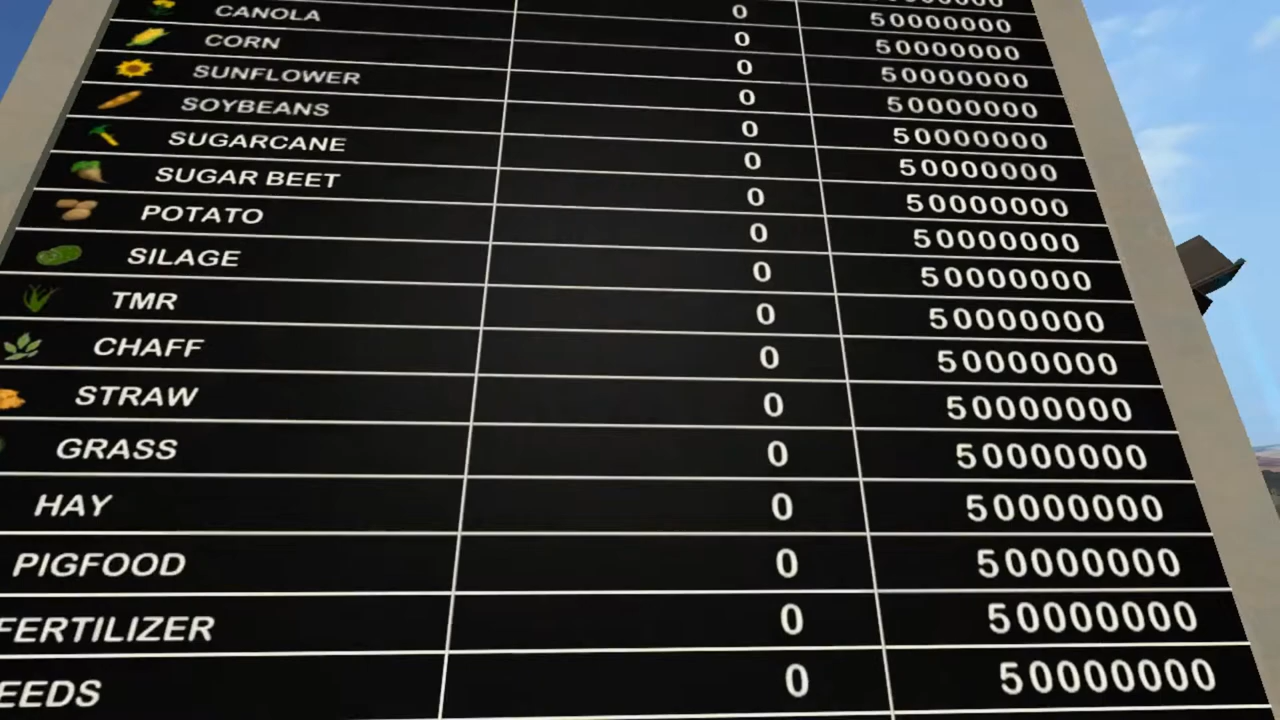 CANOLA 0 50000000
CORN 0 50000000
SUNFLOWER 0 50000000
SOYBEANS 0 50000000
SUGARCANE 0 50000000
SUGAR BEET 0 50000000
POTATO 0 50000000
SILAGE 0 50000000
TMR 0 50000000
CHAFF 0 50000000
STRAW 0 50000000
GRASS 0 50000000
HAY 0 50000000
PIGFOOD 0 50000000
FERTILIZER 0 50000000
EEDS 0 50000000